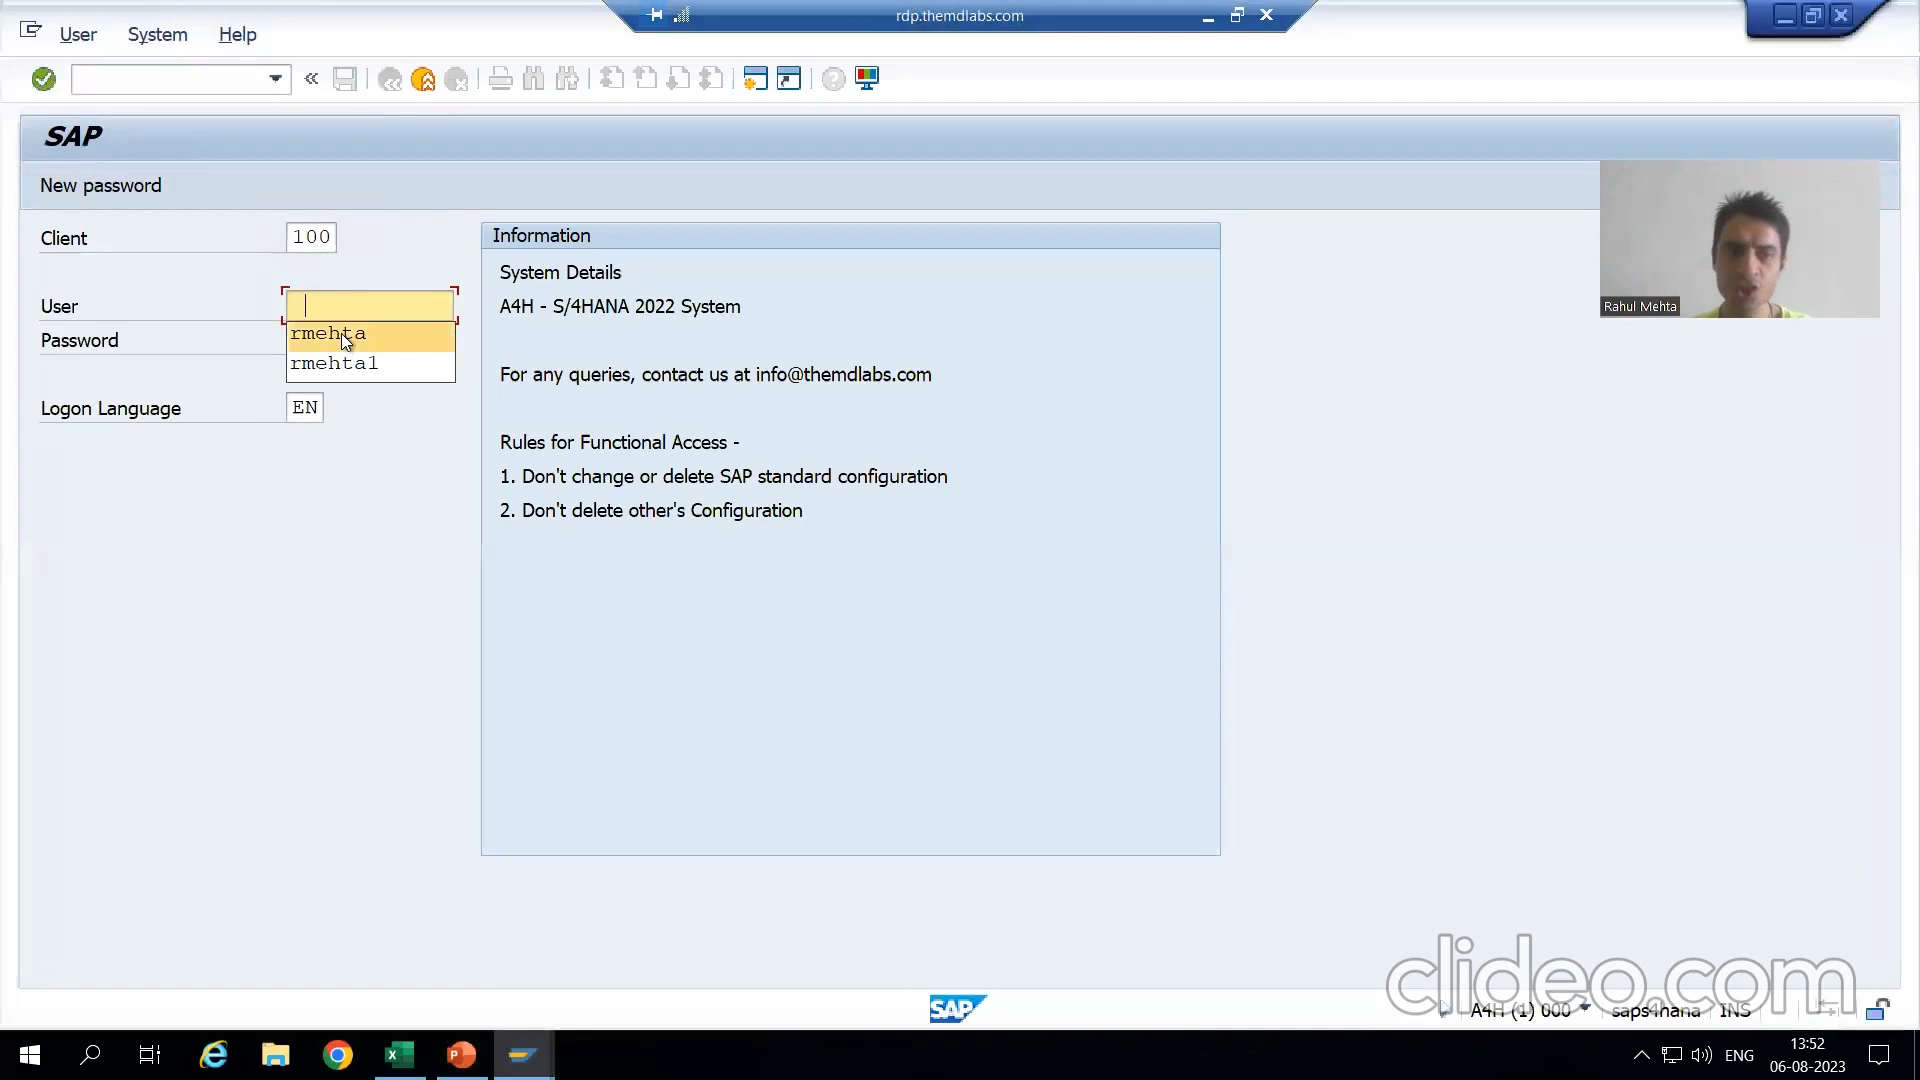 rdp.themdlabs.com
User System Help
SAP
New password
Client 100
User
rmehta
rmehta1
Password
Logon Language EN
Information
System Details
A4H - S/4HANA 2022 System
For any queries, contact us at info@themdlabs.com
Rules for Functional Access -
1. Don't change or delete SAP standard configuration
2. Don't delete other's Configuration
Rahul Mehta
clideo.com
SAP
A4H (1) 000 saps4hana INS
ENG
13:52
06-08-2023